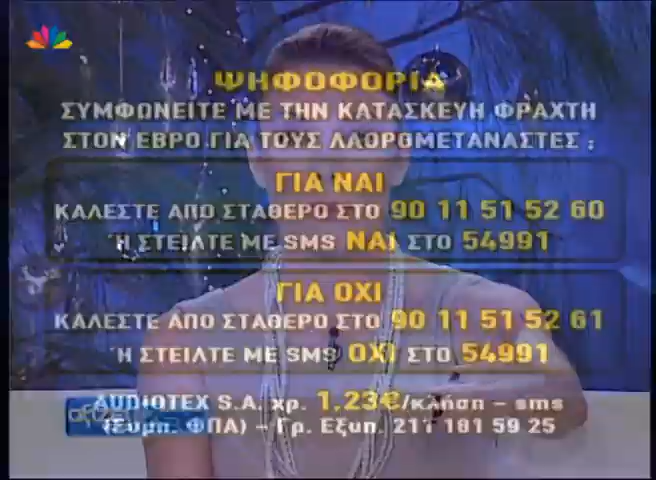 ΨΗΦΟΦΟΡΙΑ
ΣΥΜΦΩΝΕΙΤΕ ΜΕ ΤΗΝ ΚΑΤΑΣΚΕΥΗ ΦΡΑΧΤΗ
ΣΤΟΝ ΕΒΡΟ ΓΙΑ ΤΟΥΣ ΛΑΘΡΟΜΕΤΑΝΑΣΤΕΣ ;
ΓΙΑ ΝΑΙ
ΚΑΛΕΣΤΕ ΑΠΟ ΣΤΑΘΕΡΟ ΣΤΟ 90 11 51 52 60
Ή ΣΤΕΙΛΤΕ ΜΕ SMS ΝΑΙ ΣΤΟ 54991
ΓΙΑ ΟΧΙ
ΚΑΛΕΣΤΕ ΑΠΟ ΣΤΑΘΕΡΟ ΣΤΟ 90 11 51 52 61
Ή ΣΤΕΙΛΤΕ ΜΕ SMS ΟΧΙ ΣΤΟ 54991
AUDIOTEX S.A. χρ. 1,23€/κλήση – sms
(Συμπ. ΦΠΑ) – Γρ. Εξυπ. 211 181 59 25